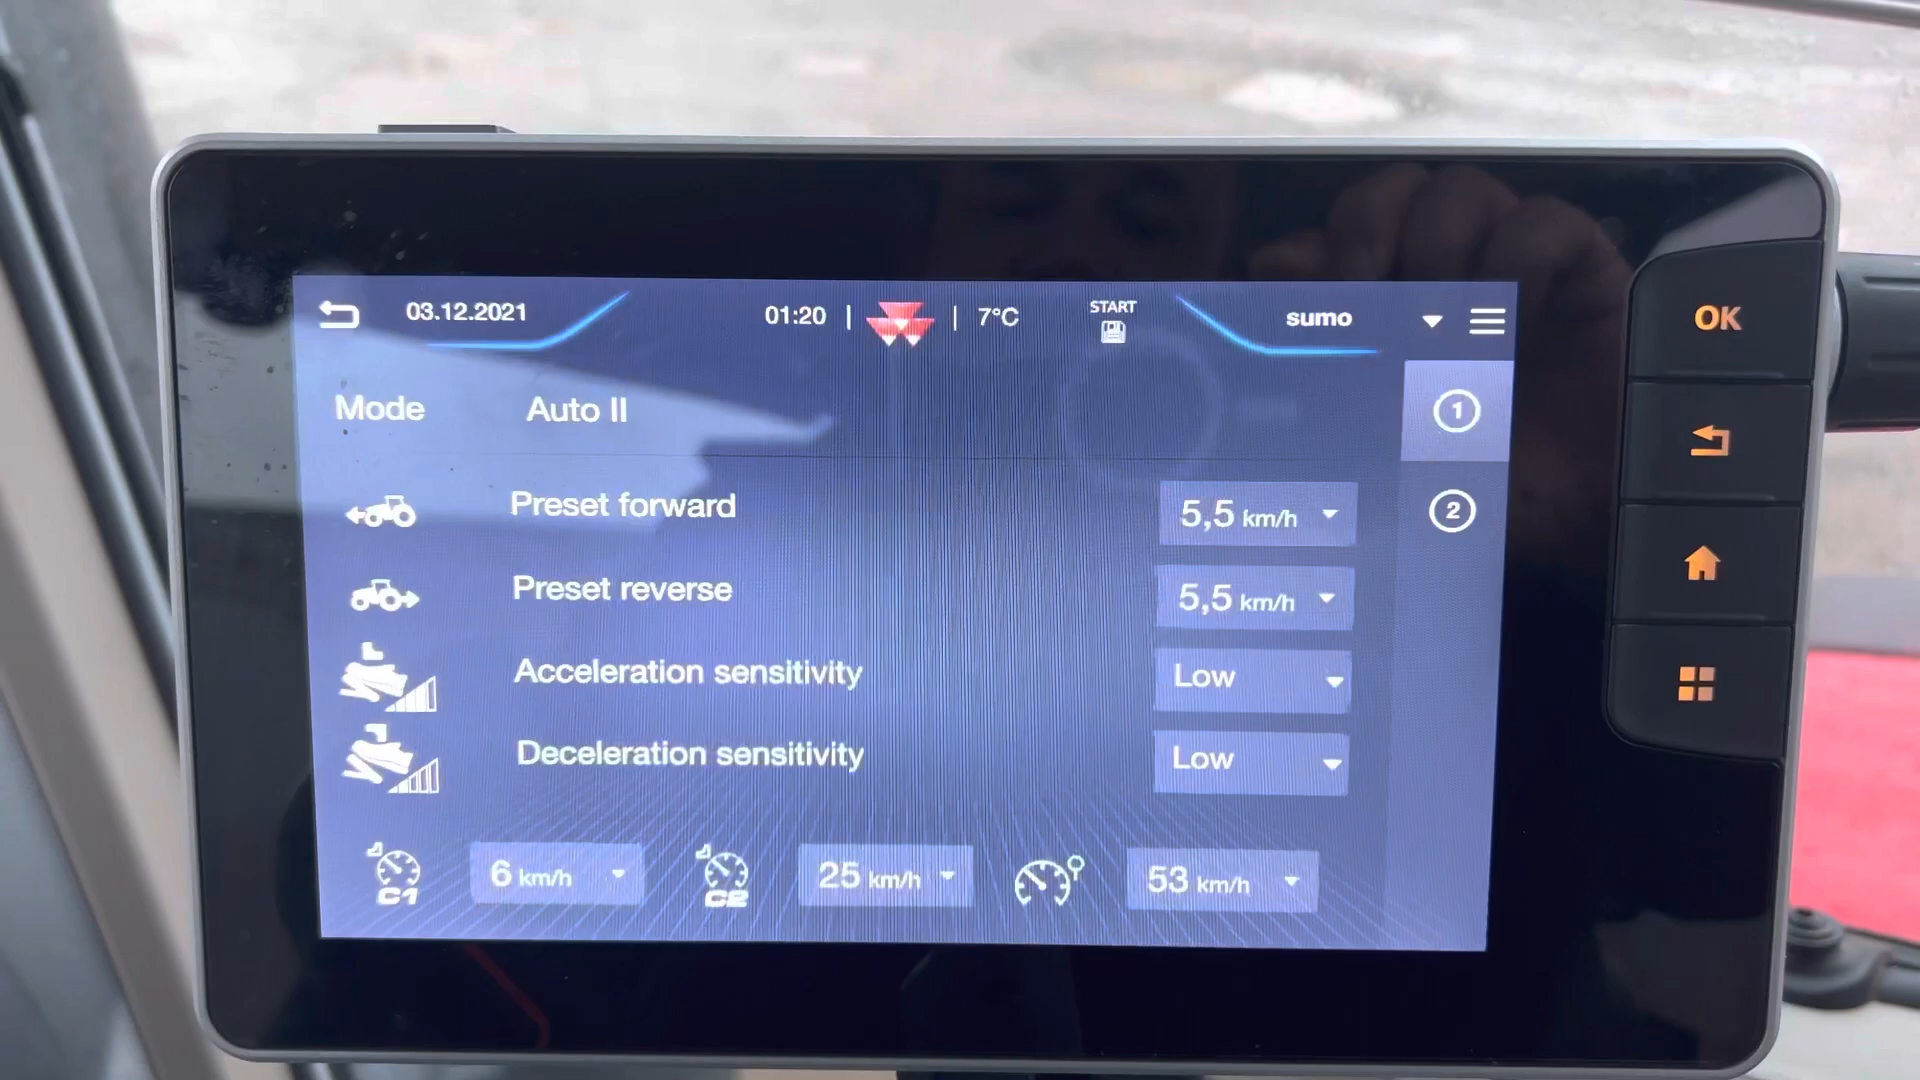 03.12.2021 01:20 | | 7°C START sumo
Mode Auto II 1
Preset forward 5,5 km/h 2
Preset reverse 5,5 km/h
Acceleration sensitivity Low
Deceleration sensitivity Low
C1 6 km/h C2 25 km/h 53 km/h
OK